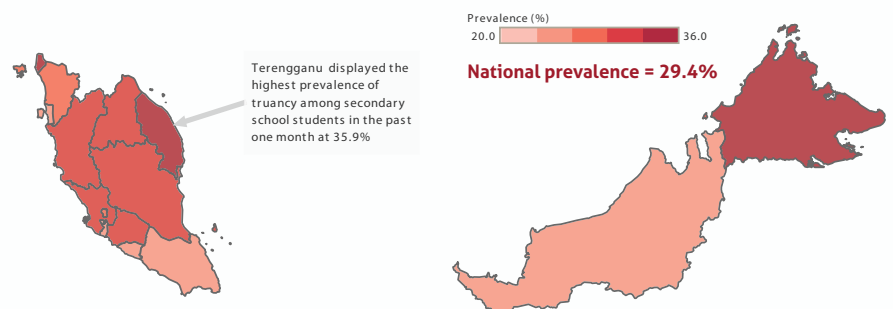 Prevalence (%)
20.0 36.0
National prevalence = 29.4%
Terengganu displayed the
highest prevalence of
truancy among secondary
school students in the past
one month at 35.9%